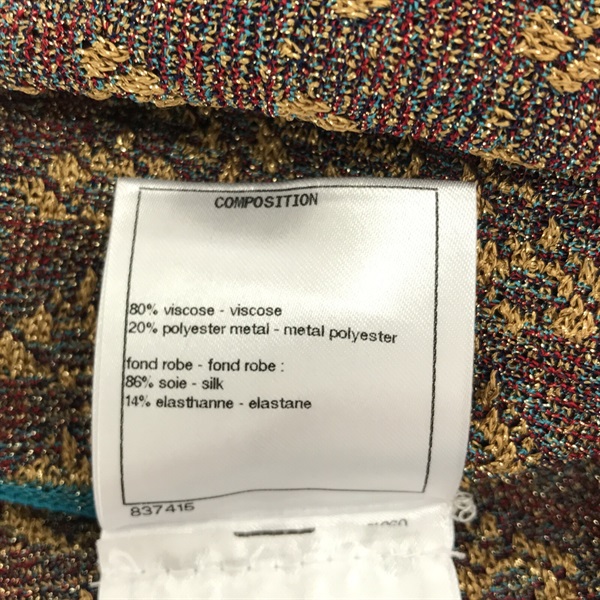 COMPOSITION
80% viscose - viscose
20% polyester metal - metal polyester
fond robe - fond robe :
86% soie - silk
14% elasthanne - elastane
837415